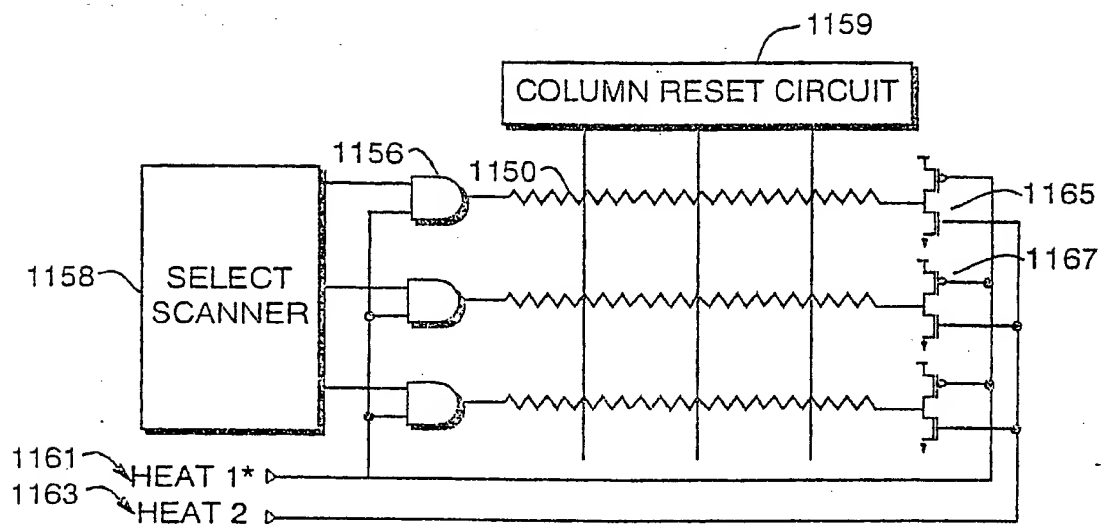 1159
COLUMN RESET CIRCUIT
1156
1150
1165
1158
SELECT
SCANNER
1167
1161
HEAT 1*
1163
HEAT 2